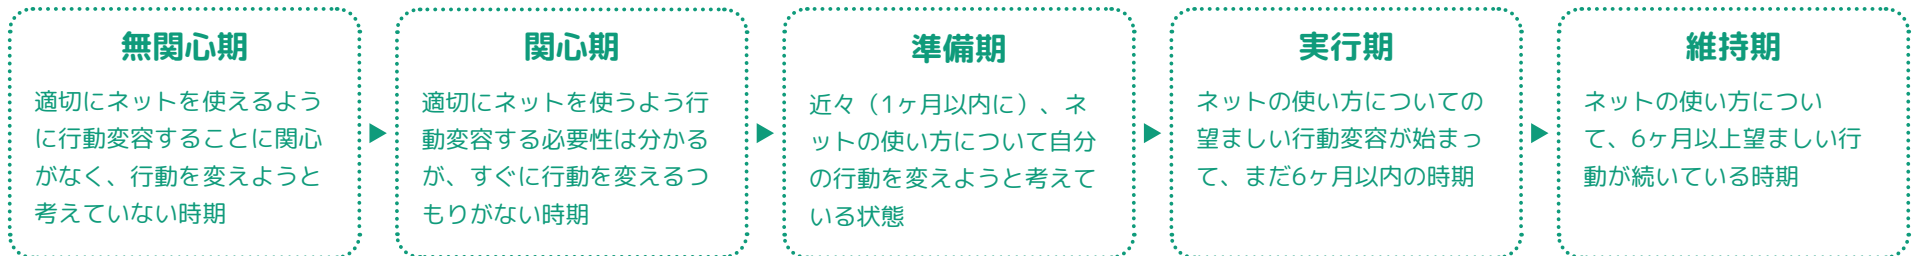 無関心期
適切にネットを使えるよう
に行動変容することに関心
がなく、行動を変えようと
考えていない時期
関心期
適切にネットを使うよう行
動変容する必要性は分かる
が、すぐに行動を変えるつ
もりがない時期
準備期
近々（1ヶ月以内に）、ネ
ットの使い方について自分
の行動を変えようと考えて
いる状態
実行期
ネットの使い方についての
望ましい行動変容が始まっ
て、まだ6ヶ月以内の時期
維持期
ネットの使い方につい
て、6ヶ月以上望ましい行
動が続いている時期